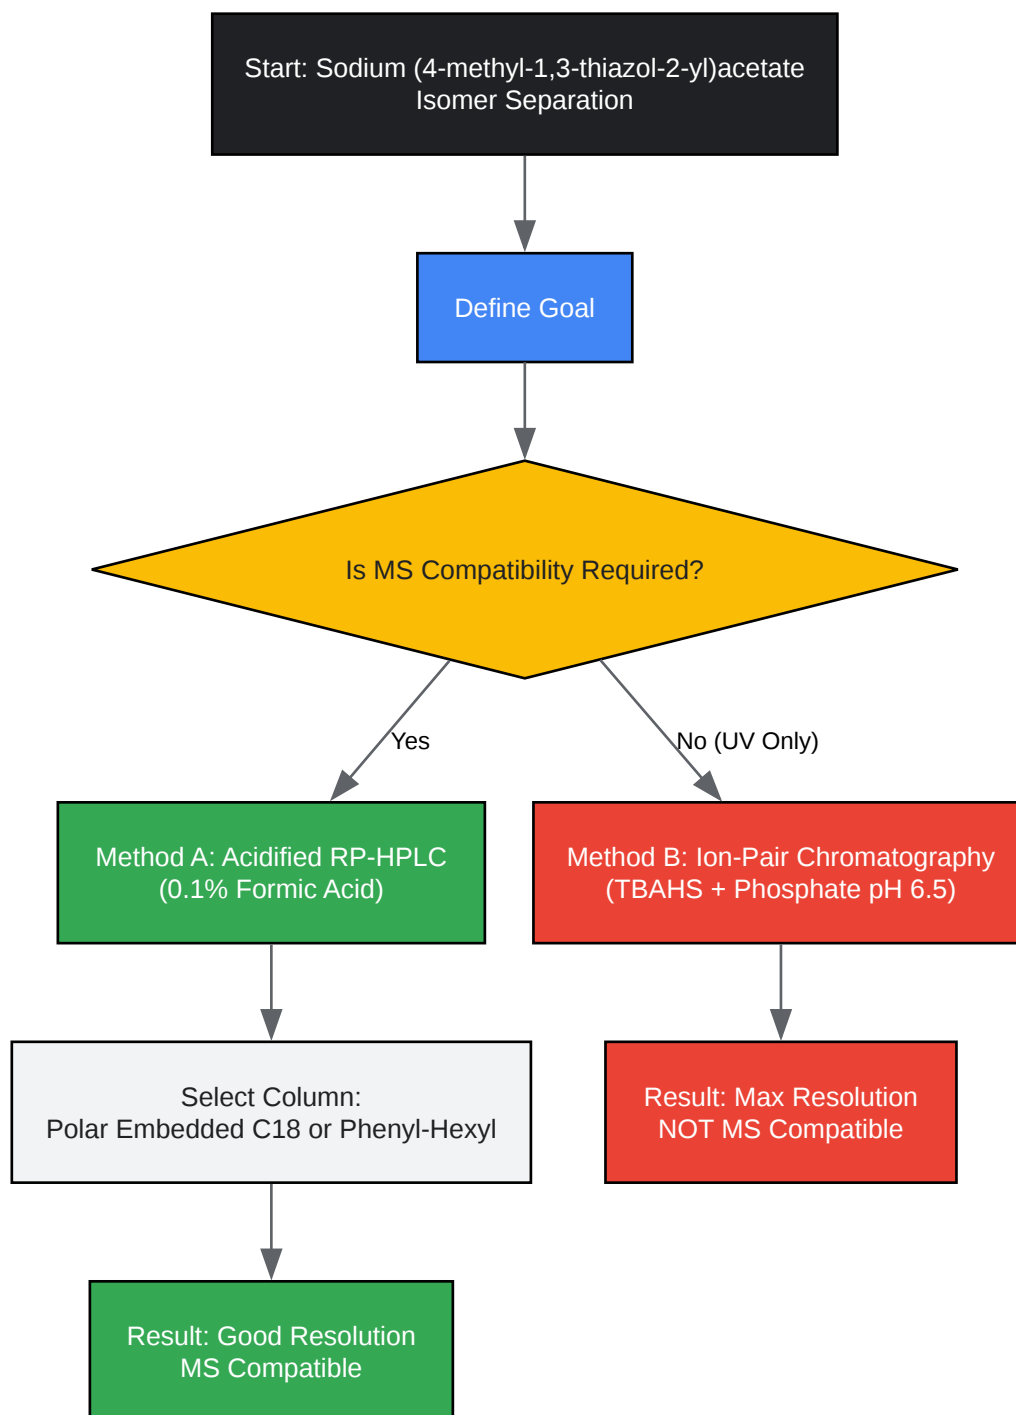 Start: Sodium (4-methyl-1,3-thiazol-2-yl)acetate
Isomer Separation
Define Goal
Is MS Compatibility Required?
Yes
No (UV Only)
Method A: Acidified RP-HPLC
(0.1% Formic Acid)
Method B: Ion-Pair Chromatography
(TBAHS + Phosphate pH 6.5)
Select Column:
Polar Embedded C18 or Phenyl-Hexyl
Result: Max Resolution
NOT MS Compatible
Result: Good Resolution
MS Compatible